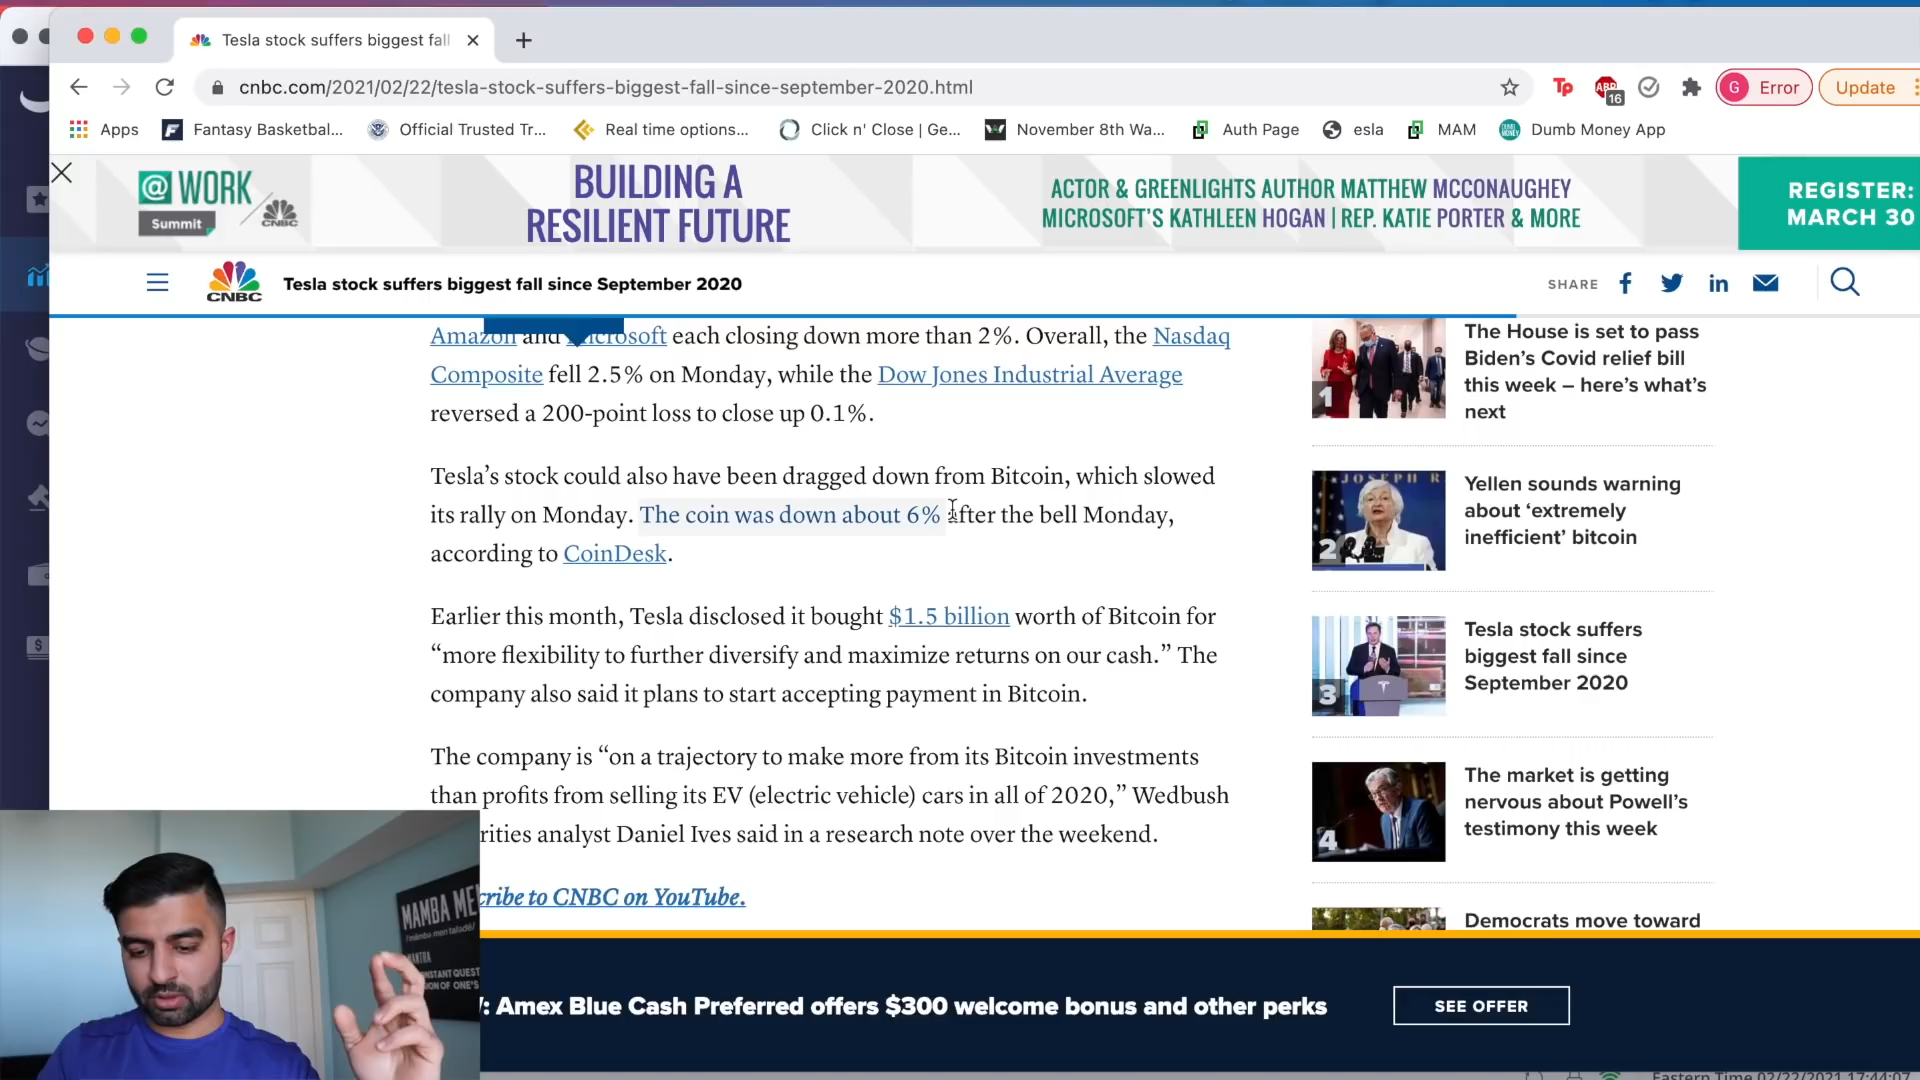 Tesla stock suffers biggest fall
cnbc.com/2021/02/22/tesla-stock-suffers-biggest-fall-since-september-2020.html
Tp
ABP
16
G Error
Update
Apps
Fantasy Basketbal...
Official Trusted Tr...
Real time options...
Click n' Close | Ge...
November 8th Wa...
Auth Page
esla
MAM
Dumb Money App
@ WORK
Summit
CNBC
BUILDING A
RESILIENT FUTURE
ACTOR & GREENLIGHTS AUTHOR MATTHEW MCCONAUGHEY
MICROSOFT'S KATHLEEN HOGAN | REP. KATIE PORTER & MORE
REGISTER:
MARCH 30
CNBC
Tesla stock suffers biggest fall since September 2020
SHARE
Amazon and Microsoft each closing down more than 2%. Overall, the Nasdaq
Composite fell 2.5% on Monday, while the Dow Jones Industrial Average
reversed a 200-point loss to close up 0.1%.
Tesla’s stock could also have been dragged down from Bitcoin, which slowed
its rally on Monday. The coin was down about 6% after the bell Monday,
according to CoinDesk.
Earlier this month, Tesla disclosed it bought $1.5 billion worth of Bitcoin for
“more flexibility to further diversify and maximize returns on our cash.” The
company also said it plans to start accepting payment in Bitcoin.
The company is “on a trajectory to make more from its Bitcoin investments
than profits from selling its EV (electric vehicle) cars in all of 2020,” Wedbush
rities analyst Daniel Ives said in a research note over the weekend.
cribe to CNBC on YouTube.
1
The House is set to pass
Biden’s Covid relief bill
this week – here’s what’s
next
2
Yellen sounds warning
about ‘extremely
inefficient’ bitcoin
3
Tesla stock suffers
biggest fall since
September 2020
4
The market is getting
nervous about Powell’s
testimony this week
Democrats move toward
MAMBA ME
MANTRA
NSTANT QUEST
ION OF ONE'S
: Amex Blue Cash Preferred offers $300 welcome bonus and other perks
SEE OFFER
Eastern Time 02/22/2021 17:44:07